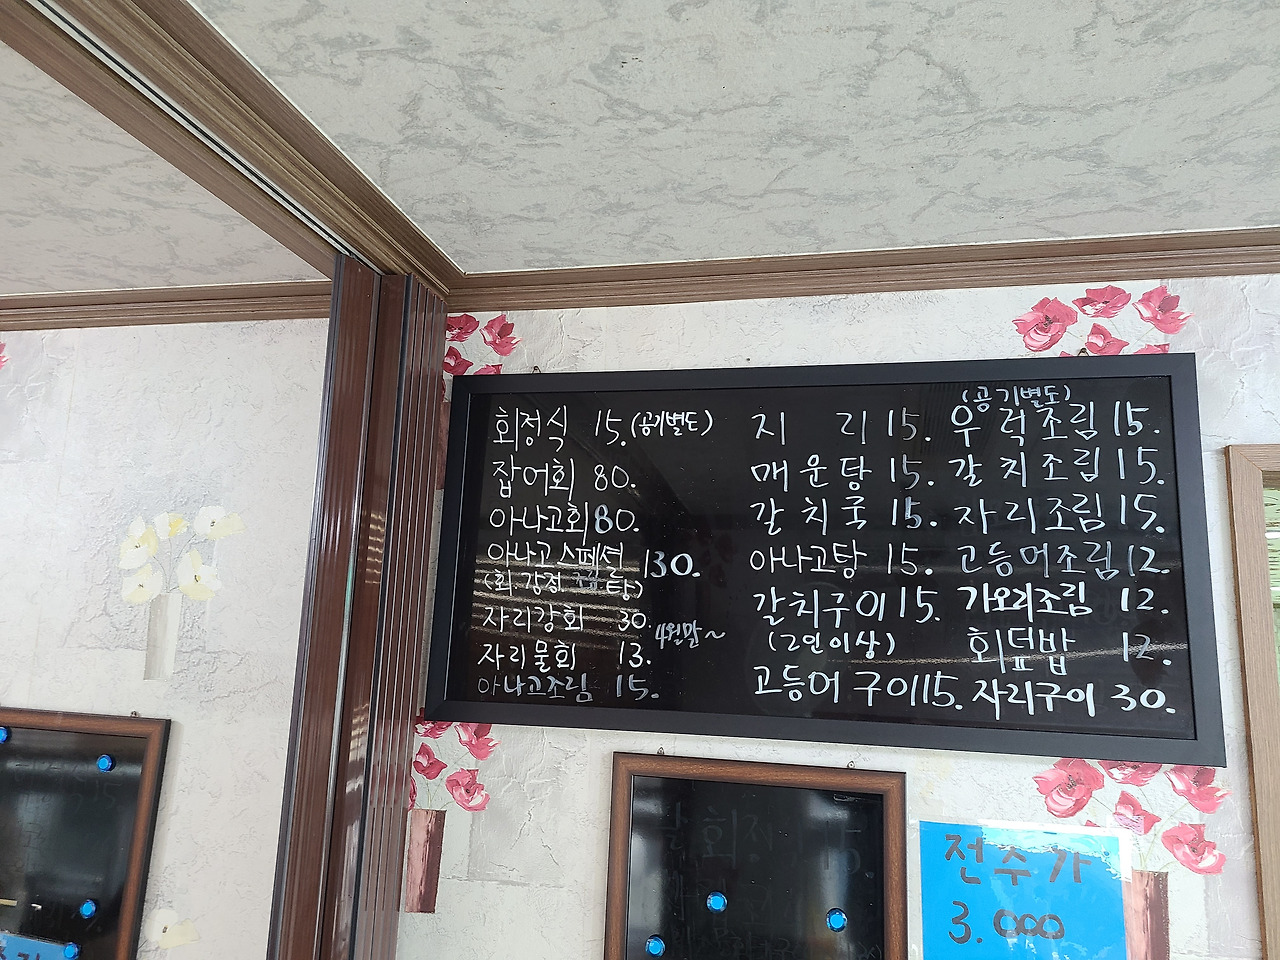 회정식 15.(공기별도)
잡어회 80.
아나고회 80.
아나고스페셜 130.
(회.강정. 탕)
자리강회 30.
4월말~
자리물회 13.
아나고조림 15.
지리 15.
매운탕 15.
갈치국 15.
아나고탕 15.
갈치구이 15.
(2인이상)
고등어구이 15.
(공기별도)
우럭조림 15.
갈치조림 15.
자리조림 15.
고등어조림 12.
가오리조림 12.
회덮밥 12.
자리구이 30.
전주가
3.000